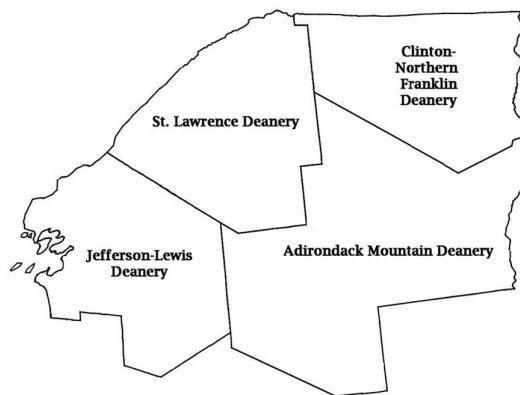 Clinton-
Northern
Franklin
Deanery
St. Lawrence Deanery
Jefferson-Lewis
Deanery
Adirondack Mountain Deanery